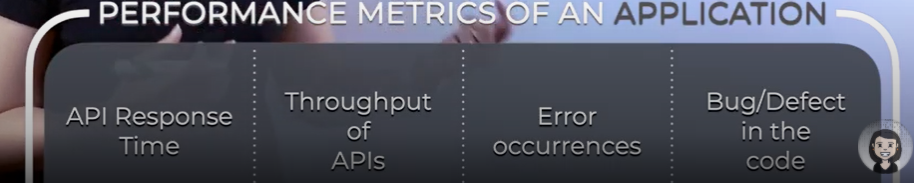 PERFORMANCE METRICS OF AN APPLICATION
API Response
Time
Throughput
of
APIs
Error
occurrences
Bug/Defect
in the
code